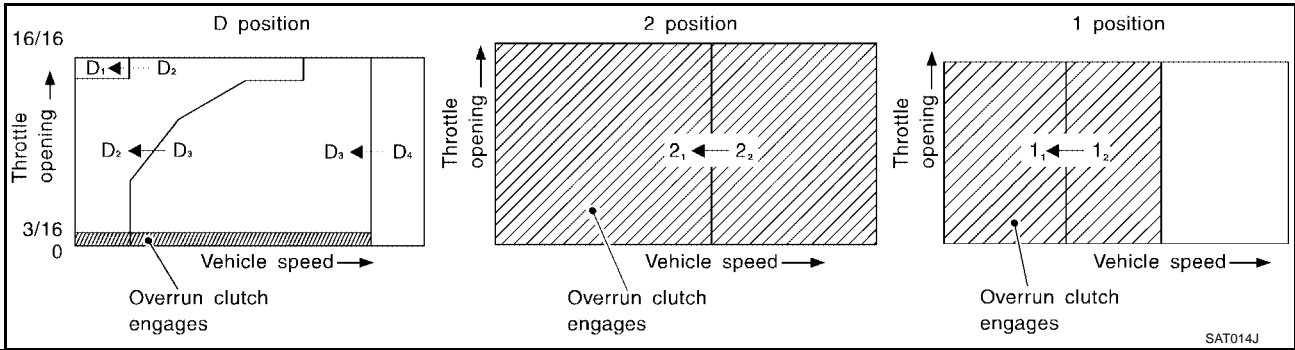 D position
16/16
D₁ ◀ D₂
Throttle opening
D₂ ◀ D₃
D₃ ◀ D₄
3/16
0
Vehicle speed
Overrun clutch
engages
2 position
Throttle
opening
2₁ ◀ 2₂
Vehicle speed
Overrun clutch
engages
1 position
Throttle
opening
1₁ ◀ 1₂
Vehicle speed
Overrun clutch
engages
SAT014J